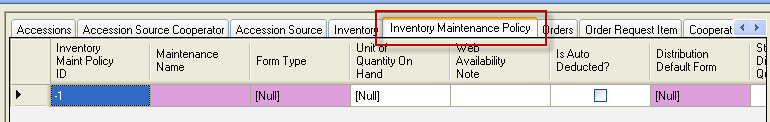 Accessions Accession Source Cooperator Accession Source Inventory Inventory Maintenance Policy Orders Order Request Item Cooperat
Inventory Maint Policy ID
Maintenance Name
Form Type
Unit of Quantity On Hand
Web Availability Note
Is Auto Deducted?
Distribution Default Form
-1 [Null] [Null] [Null]